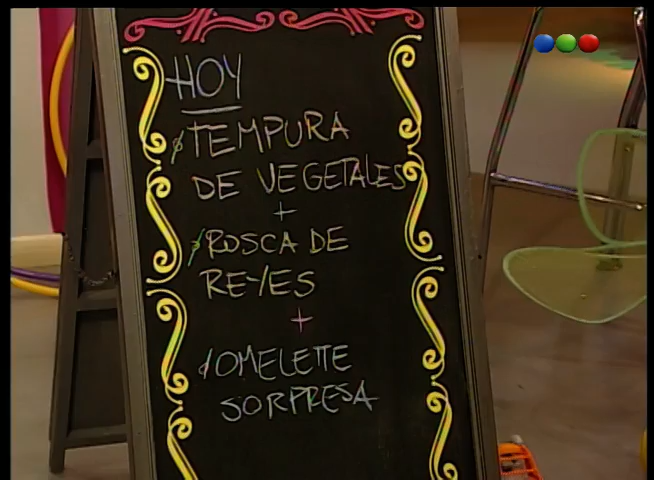 HOY
TEMPURA
DE VEGETALES
+
ROSCA DE
REYES
+
OMELETTE
SORPRESA